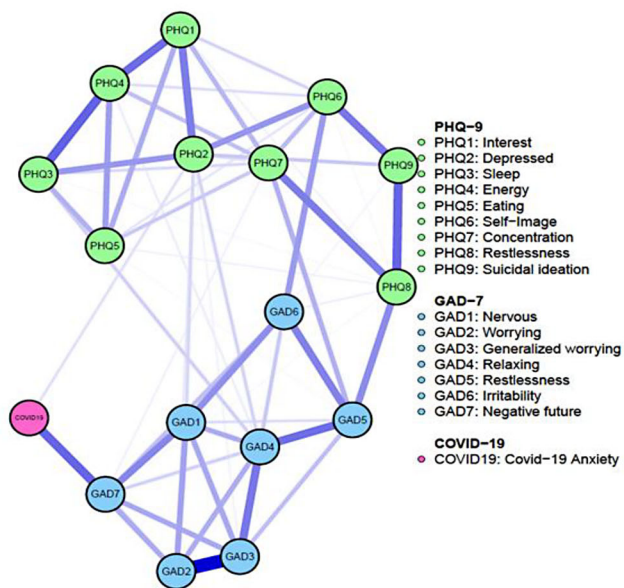 PHQ1
PHQ4
PHQ6
PHQ2
PHQ7
PHQ9
PHQ3
PHQ5
PHQ8
GAD6
COVID19
GAD1
GAD5
GAD4
GAD7
GAD3
GAD2
PHQ−9
PHQ1: Interest
PHQ2: Depressed
PHQ3: Sleep
PHQ4: Energy
PHQ5: Eating
PHQ6: Self−Image
PHQ7: Concentration
PHQ8: Restlessness
PHQ9: Suicidal ideation
GAD−7
GAD1: Nervous
GAD2: Worrying
GAD3: Generalized worrying
GAD4: Relaxing
GAD5: Restlessness
GAD6: Irritability
GAD7: Negative future
COVID−19
COVID19: Covid−19 Anxiety